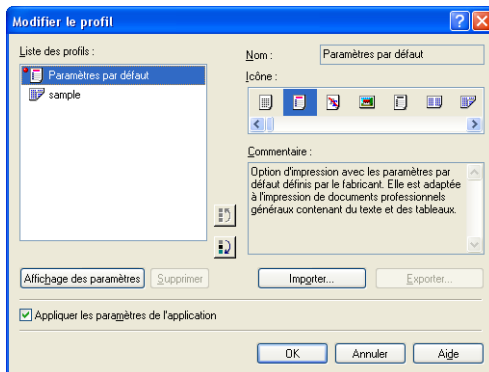 Modifier le profil
Liste des profils :
Paramètres par défaut
sample
Nom :
Paramètres par défaut
Icône :
Commentaire :
Option d'impression avec les paramètres par
défaut définis par le fabricant. Elle est adaptée
à l'impression de documents professionnels
généraux contenant du texte et des tableaux.
Affichage des paramètres
Supprimer
Importer...
Exporter...
Appliquer les paramètres de l'application
OK
Annuler
Aide